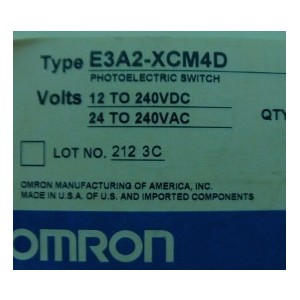 Type E3A2-XCM4D
PHOTOELECTRIC SWITCH
Volts 12 TO 240VDC
24 TO 240VAC QTY
LOT NO. 212 3C
OMRON MANUFACTURING OF AMERICA, INC.
MADE IN U.S.A. OF U.S. AND IMPORTED COMPONENTS
OMRON